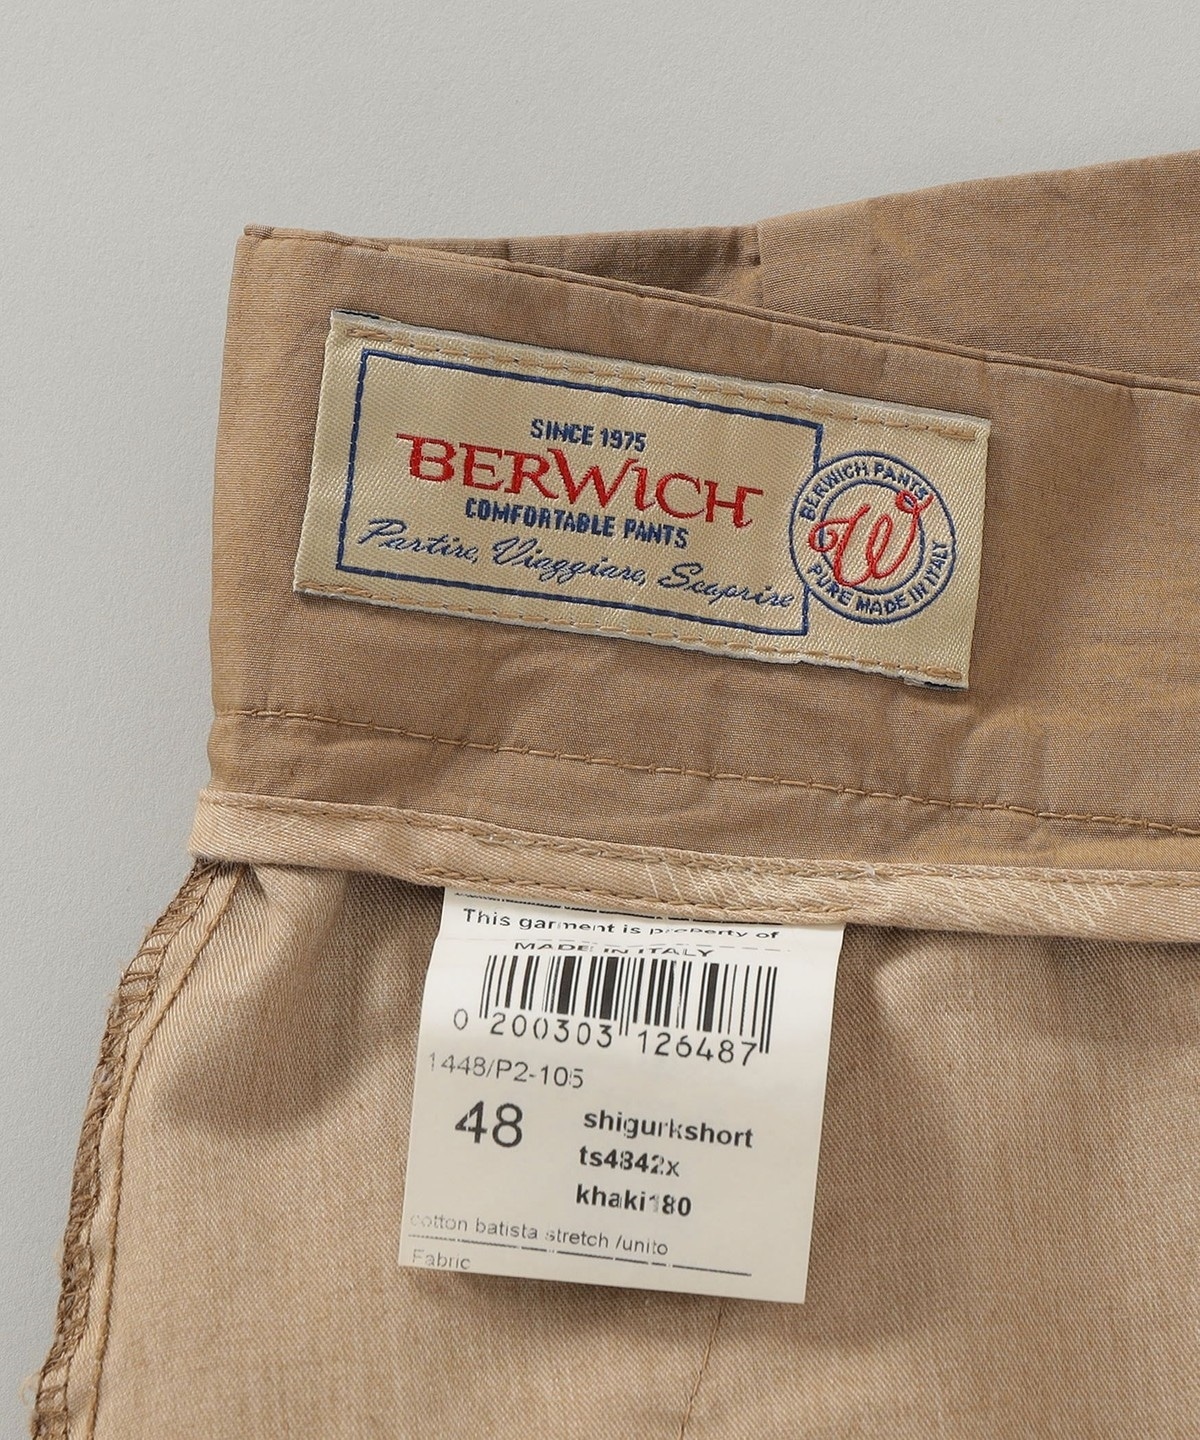 SINCE 1975
BERWICH
COMFORTABLE PANTS
Partire, Viaggiare, Scoprire
BERWICH PANTS
W
PURE MADE IN ITALY
This garment is property of
MADE IN ITALY
0 200303 126487
1448/P2-105
48
shigurkshort
ts4842x
khaki180
cotton batista stretch /unito
Fabric